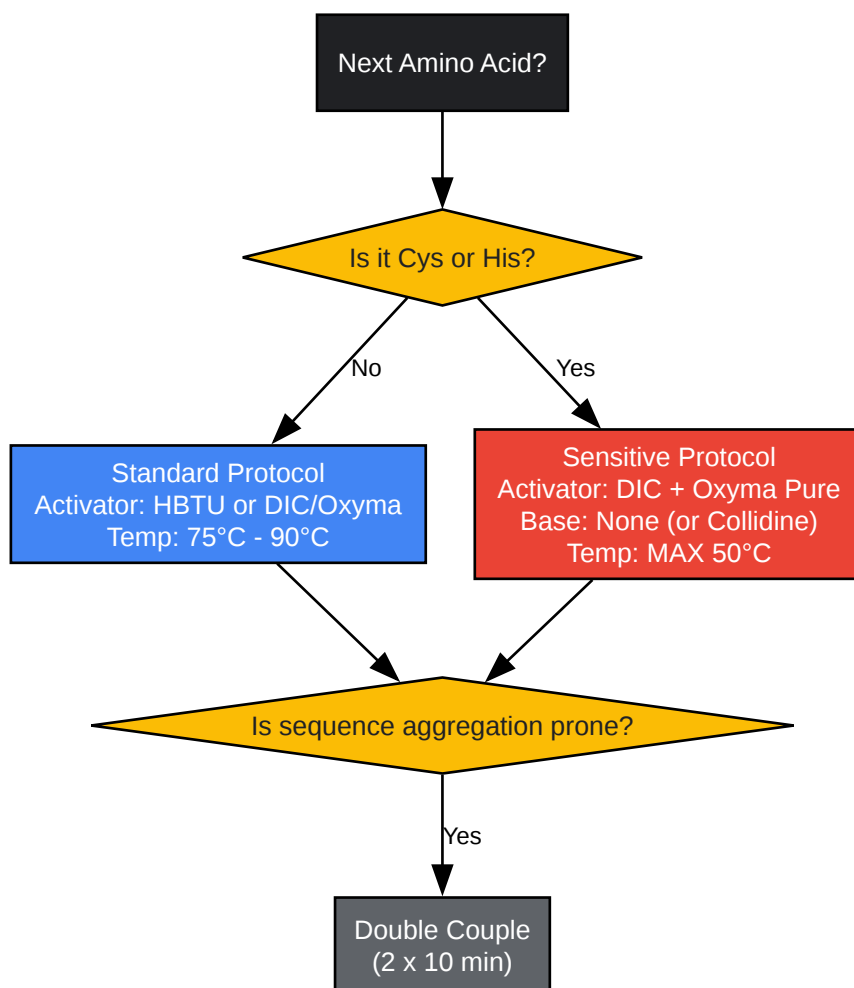 Next Amino Acid?
Is it Cys or His?
No
Yes
Standard Protocol
Activator: HBTU or DIC/Oxyma
Temp: 75°C - 90°C
Sensitive Protocol
Activator: DIC + Oxyma Pure
Base: None (or Collidine)
Temp: MAX 50°C
Is sequence aggregation prone?
Yes
Double Couple
(2 x 10 min)